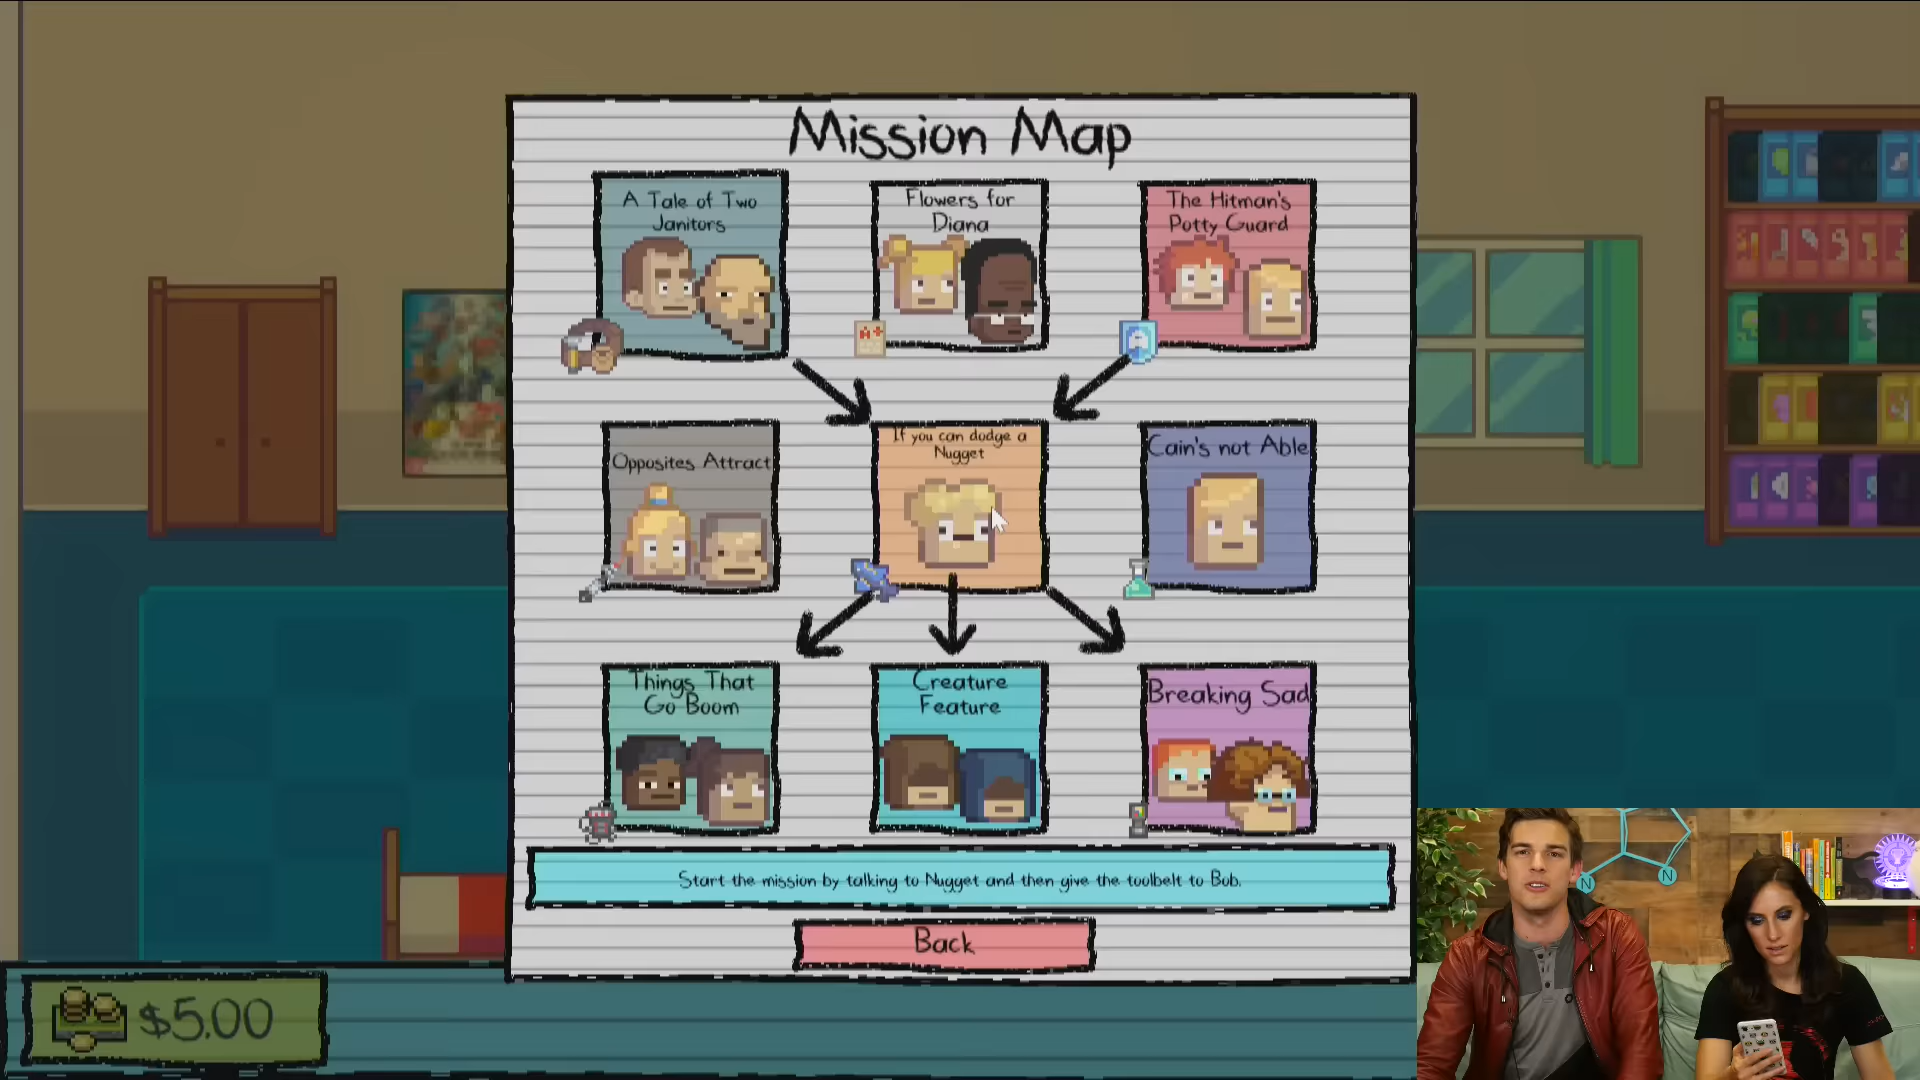 Mission Map
A Tale of Two
Janitors
Flowers for
Diana
The Hitman's
Potty Guard
A+
Opposites Attract
If you can dodge a
Nugget
Cain's not Able
Things That
Go Boom
Creature
Feature
Breaking Sad
Start the mission by talking to Nugget and then give the toolbelt to Bob.
Back
$5.00
N
N